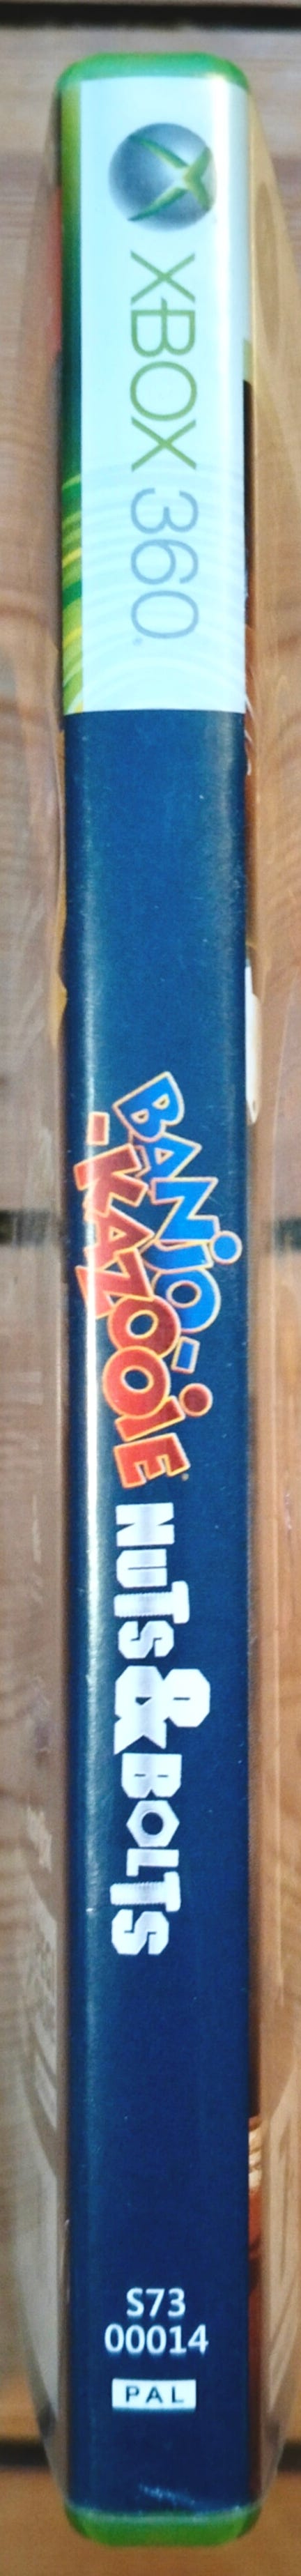 XBOX 360
BANJO-
-KAZOOIE
NUTS & BOLTS
S73
00014
PAL